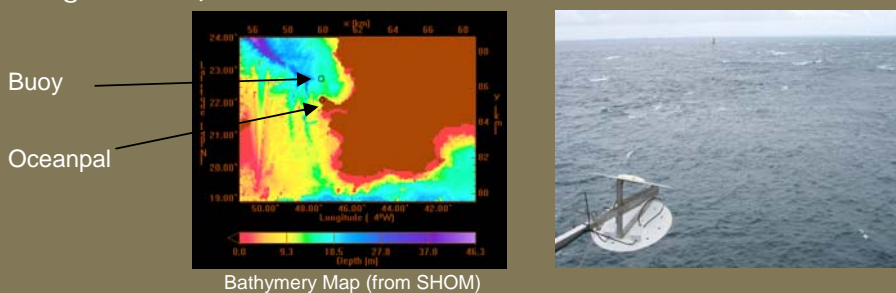 x [km]
56 58 60 62 64 66 68
24.00'
23.00'
22.00'
21.00'
20.00'
19.00'
88
86
84
82
80
Y [km]
Buoy
Oceanpal
50.00' 48.00' 46.00' 44.00' 42.00'
Longitude ( 4°W)
0.0 9.3 18.5 27.8 37.0 46.3
Depth [m]
Bathymery Map (from SHOM)